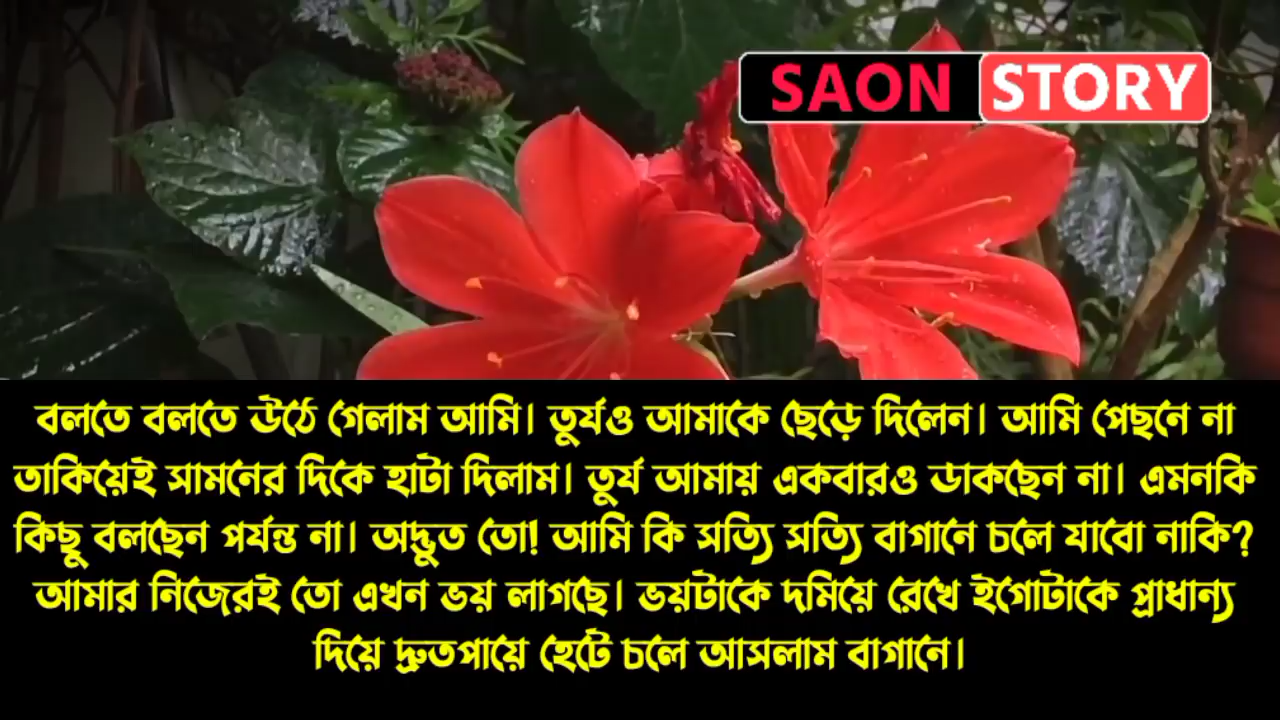 SAON STORY
বলতে বলতে উঠে গেলাম আমি। তুর্যও আমাকে ছেড়ে দিলেন। আমি পেছনে না
তাকিয়েই সামনের দিকে হাটা দিলাম। তুর্য আমায় একবারও ডাকছেন না। এমনকি
কিছু বলছেন পর্যন্ত না। অদ্ভুত তো! আমি কি সত্যি সত্যি বাগানে চলে যাবো নাকি?
আমার নিজেরই তো এখন ভয় লাগছে। ভয়টাকে দমিয়ে রেখে ইগোটাকে প্রাধান্য
দিয়ে দ্রুতপায়ে হেটে চলে আসলাম বাগানে।